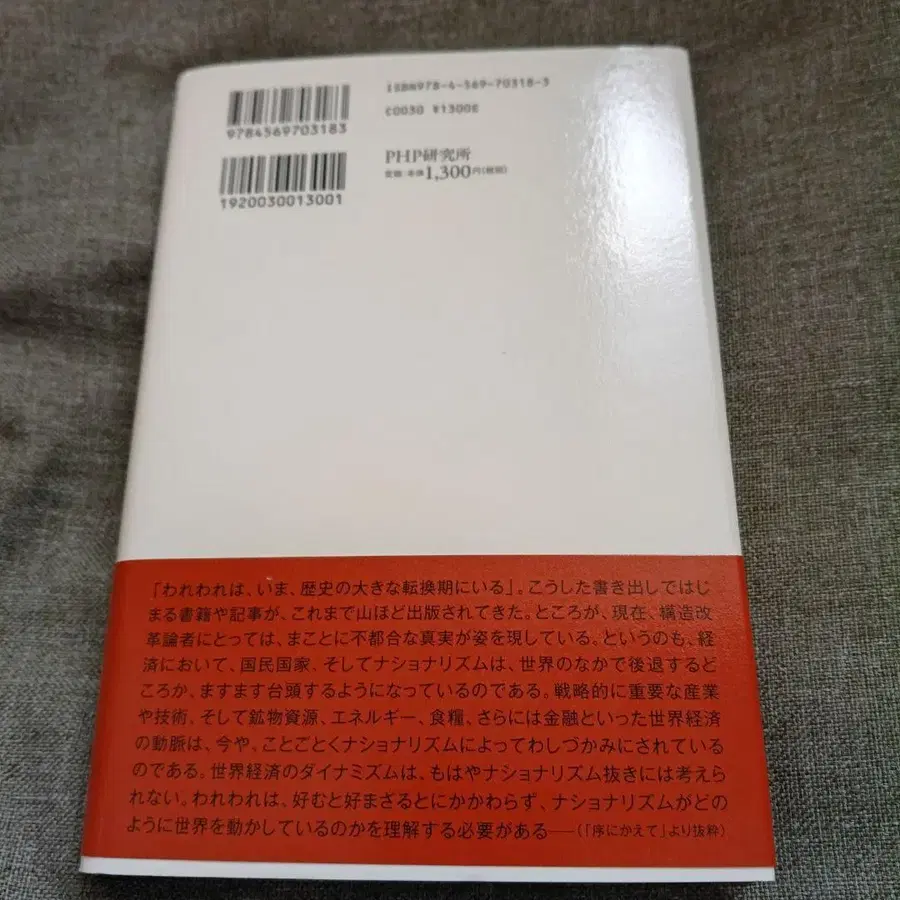 ISBN978-4-569-70318-3
C0030 ¥1300E
9784569703183
PHP研究所
定価:本体1,300円(税別)
1920030013001
「われわれは、いま、歴史の大きな転換期にいる」。こうした書き出しではじ
まる書籍や記事が、これまで山ほど出版されてきた。ところが、現在、構造改
革論者にとっては、まことに不都合な真実が姿を現している。というのも、経
済において、国民国家、そしてナショナリズムは、世界のなかで後退するど
ころか、ますます台頭するようになっているのである。戦略的に重要な産業
や技術、そして鉱物資源、エネルギー、食糧、さらには金融といった世界経済
の動脈は、今や、ことごとくナショナリズムによってわしづかみにされている
のである。世界経済のダイナミズムは、もはやナショナリズム抜きには考えら
れない。われわれは、好むと好まざるとにかかわらず、ナショナリズムがどの
ように世界を動かしているのかを理解する必要がある──(「序にかえて」より抜粋)